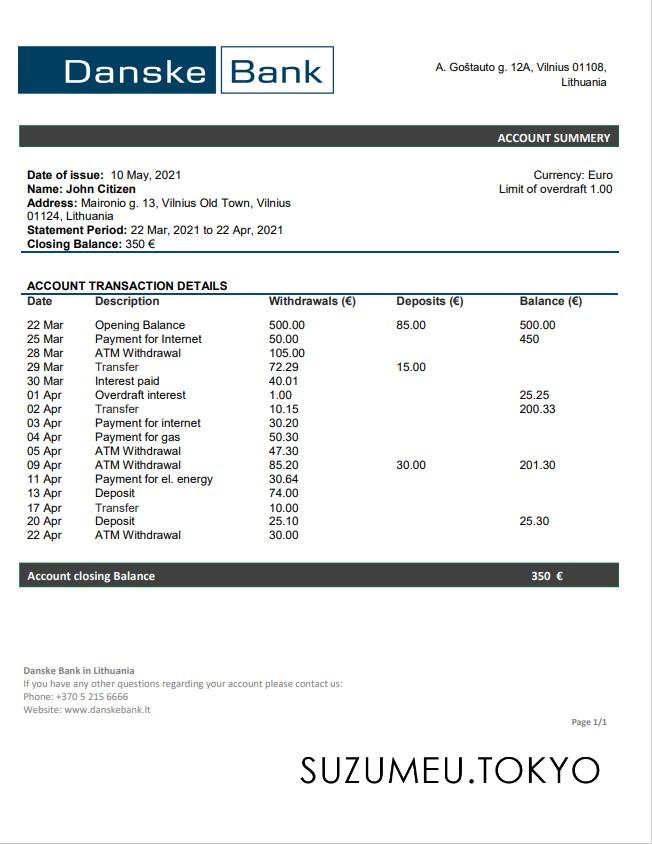 Danske Bank
A. Goštauto g. 12A, Vilnius 01108,
Lithuania
ACCOUNT SUMMERY
Date of issue: 10 May, 2021
Currency: Euro
Name: John Citizen
Limit of overdraft 1.00
Address: Maironio g. 13, Vilnius Old Town, Vilnius
01124, Lithuania
Statement Period: 22 Mar, 2021 to 22 Apr, 2021
Closing Balance: 350 €
ACCOUNT TRANSACTION DETAILS
Date Description Withdrawals (€) Deposits (€) Balance (€)
22 Mar Opening Balance 500.00 85.00 500.00
25 Mar Payment for Internet 50.00 450
28 Mar ATM Withdrawal 105.00
29 Mar Transfer 72.29 15.00
30 Mar Interest paid 40.01
01 Apr Overdraft interest 1.00 25.25
02 Apr Transfer 10.15 200.33
03 Apr Payment for internet 30.20
04 Apr Payment for gas 50.30
05 Apr ATM Withdrawal 47.30
09 Apr ATM Withdrawal 85.20 30.00 201.30
11 Apr Payment for el. energy 30.64
13 Apr Deposit 74.00
17 Apr Transfer 10.00
20 Apr Deposit 25.10 25.30
22 Apr ATM Withdrawal 30.00
Account closing Balance 350 €
Danske Bank in Lithuania
If you have any other questions regarding your account please contact us:
Phone: +370 5 215 6666
Website: www.danskebank.lt
Page 1/1
SUZUMEU.TOKYO